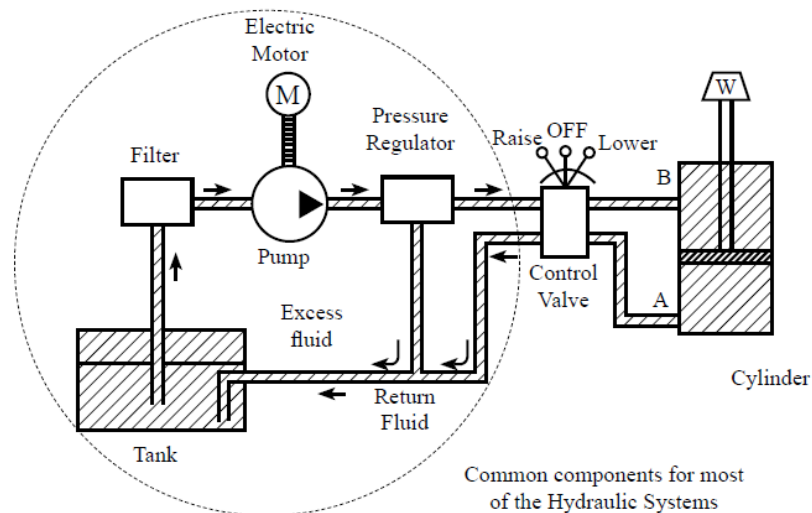 Electric
Motor
M
Pressure
Regulator
Raise
OFF
Lower
W
Filter
B
Pump
Control
Valve
A
Excess
fluid
Return
Fluid
Cylinder
Tank
Common components for most
of the Hydraulic Systems